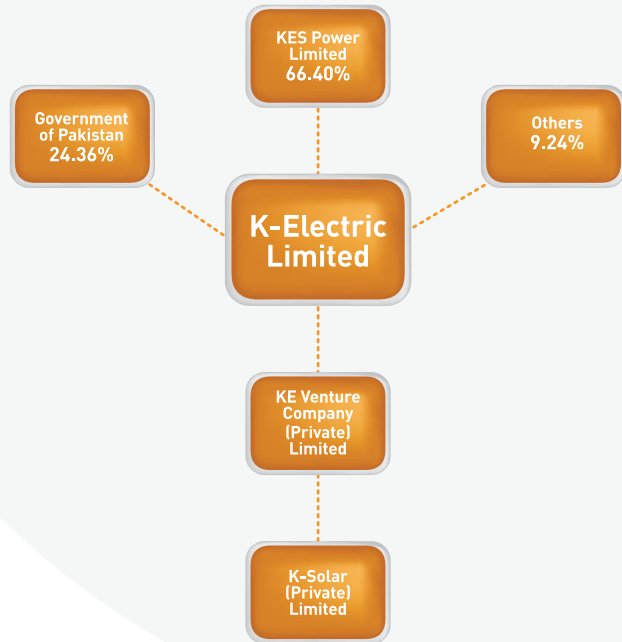 KES Power
Limited
66.40%
Government
of Pakistan
24.36%
Others
9.24%
K-Electric
Limited
KE Venture
Company
(Private)
Limited
K-Solar
(Private)
Limited